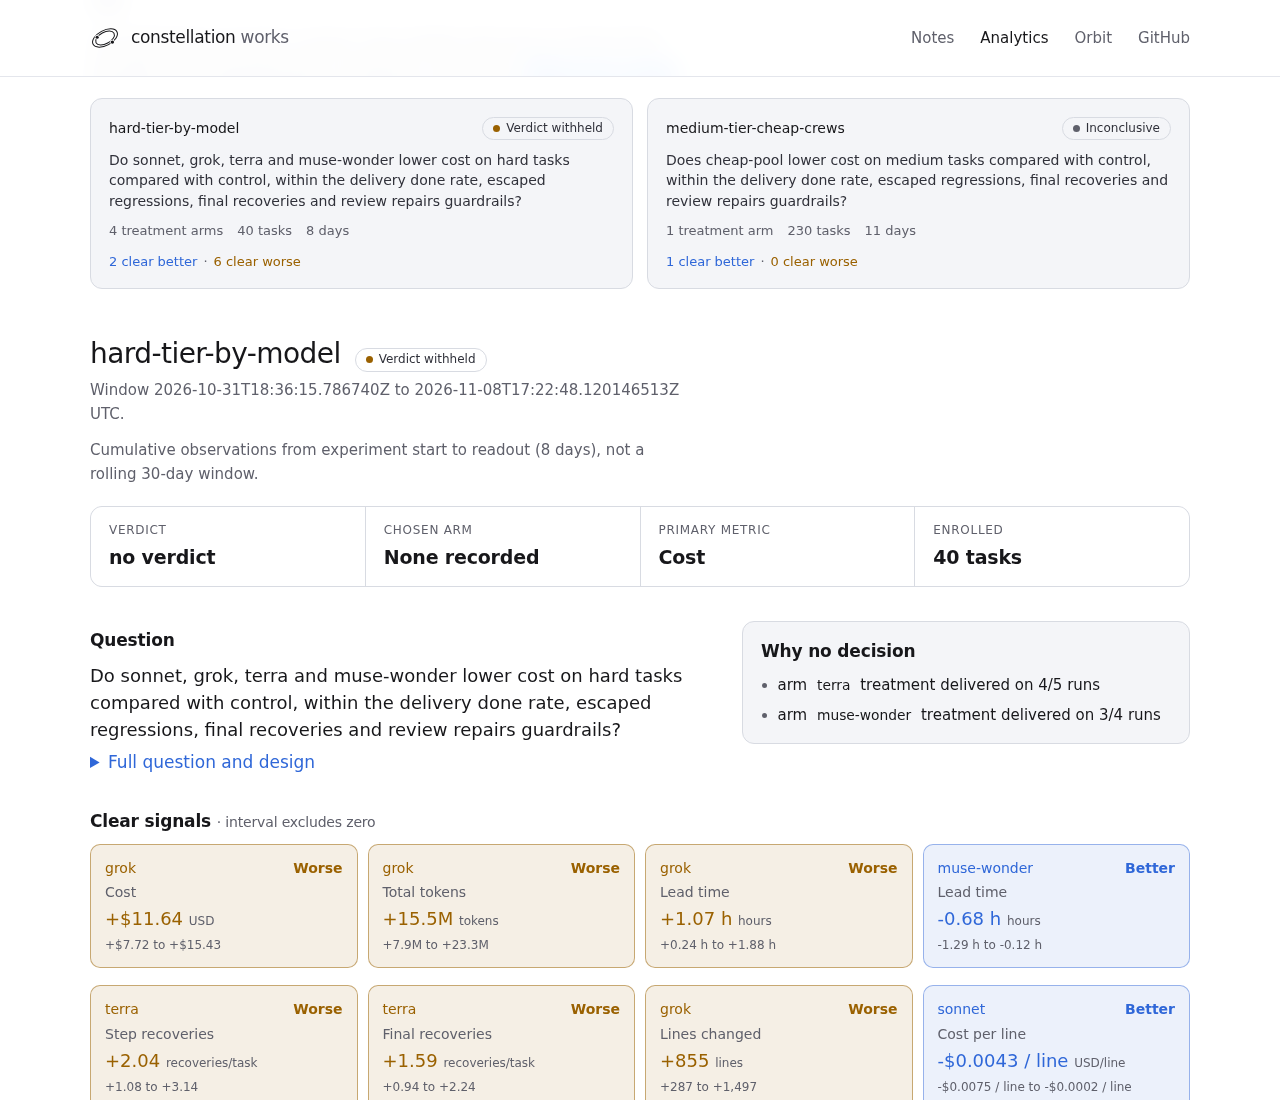 constellation works
Notes Analytics Orbit GitHub
hard-tier-by-model
Verdict withheld
Do sonnet, grok, terra and muse-wonder lower cost on hard tasks
compared with control, within the delivery done rate, escaped
regressions, final recoveries and review repairs guardrails?
4 treatment arms 40 tasks 8 days
2 clear better · 6 clear worse
medium-tier-cheap-crews
Inconclusive
Does cheap-pool lower cost on medium tasks compared with control,
within the delivery done rate, escaped regressions, final recoveries and
review repairs guardrails?
1 treatment arm 230 tasks 11 days
1 clear better · 0 clear worse
hard-tier-by-model
Verdict withheld
Window 2026-10-31T18:36:15.786740Z to 2026-11-08T17:22:48.120146513Z
UTC.
Cumulative observations from experiment start to readout (8 days), not a
rolling 30-day window.
VERDICT
no verdict
CHOSEN ARM
None recorded
PRIMARY METRIC
Cost
ENROLLED
40 tasks
Question
Do sonnet, grok, terra and muse-wonder lower cost on hard tasks
compared with control, within the delivery done rate, escaped
regressions, final recoveries and review repairs guardrails?
Full question and design
Why no decision
arm terra treatment delivered on 4/5 runs
arm muse-wonder treatment delivered on 3/4 runs
Clear signals · interval excludes zero
grok Worse
Cost
+$11.64 USD
+$7.72 to +$15.43
grok Worse
Total tokens
+15.5M tokens
+7.9M to +23.3M
grok Worse
Lead time
+1.07 h hours
+0.24 h to +1.88 h
muse-wonder Better
Lead time
-0.68 h hours
-1.29 h to -0.12 h
terra Worse
Step recoveries
+2.04 recoveries/task
+1.08 to +3.14
terra Worse
Final recoveries
+1.59 recoveries/task
+0.94 to +2.24
grok Worse
Lines changed
+855 lines
+287 to +1,497
sonnet Better
Cost per line
-$0.0043 / line USD/line
-$0.0075 / line to -$0.0002 / line